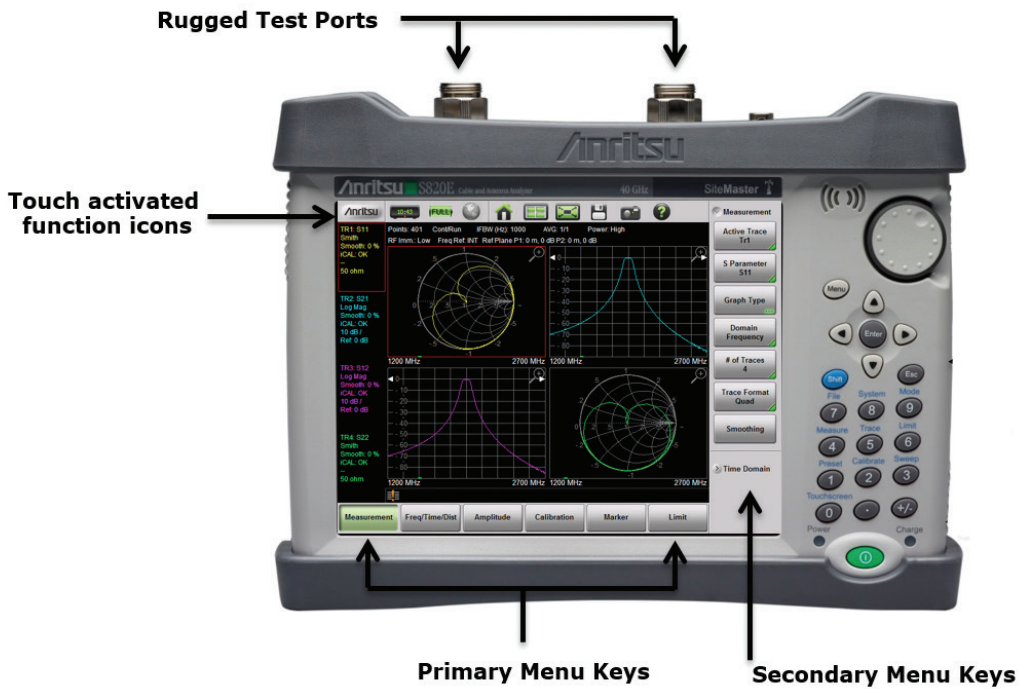 Rugged Test Ports
Anritsu
Anritsu S820E Cable and Antenna Analyzer 40 GHz SiteMaster
Touch activated
function icons
Anritsu 10:43 (FULL) ?
Measurement
TR1: S11
Smith
Smooth: 0 %
iCAL: OK
--
50 ohm
Points: 401 Cont/Run IFBW (Hz): 1000 AVG: 1/1 Power: High
RF Imm.: Low Freq Ref: INT Ref Plane P1: 0 m, 0 dB P2: 0 m, 0 dB
TR2: S21
Log Mag
Smooth: 0 %
iCAL: OK
10 dB /
Ref: 0 dB
1200 MHz 2700 MHz 1200 MHz 2700 MHz
TR3: S12
Log Mag
Smooth: 0 %
iCAL: OK
10 dB /
Ref: 0 dB
TR4: S22
Smith
Smooth: 0 %
iCAL: OK
--
50 ohm
1200 MHz 2700 MHz 1200 MHz 2700 MHz
Active Trace
Tr1
S Parameter
S11
Graph Type
Domain
Frequency
# of Traces
4
Trace Format
Quad
Smoothing
Time Domain
Measurement Freq/Time/Dist Amplitude Calibration Marker Limit
Menu
Enter
Shift Esc
File System Mode
7 8 9
Measure Trace Limit
4 5 6
Preset Calibrate Sweep
1 2 3
Touchscreen
0 . +/-
Power Charge
Primary Menu Keys
Secondary Menu Keys